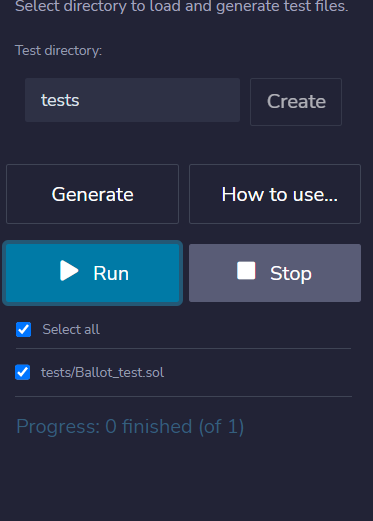 Select directory to load and generate test files.
Test directory:
tests
Create
Generate
How to use...
Run
Stop
Select all
tests/Ballot_test.sol
Progress: 0 finished (of 1)